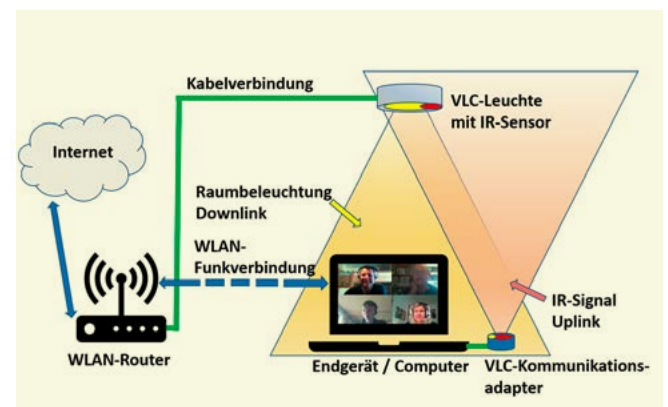 Kabelverbindung
VLC-Leuchte
mit IR-Sensor
Internet
Raumbeleuchtung
Downlink
WLAN-
Funkverbindung
IR-Signal
Uplink
WLAN-Router
Endgerät / Computer
VLC-Kommunikations-
adapter